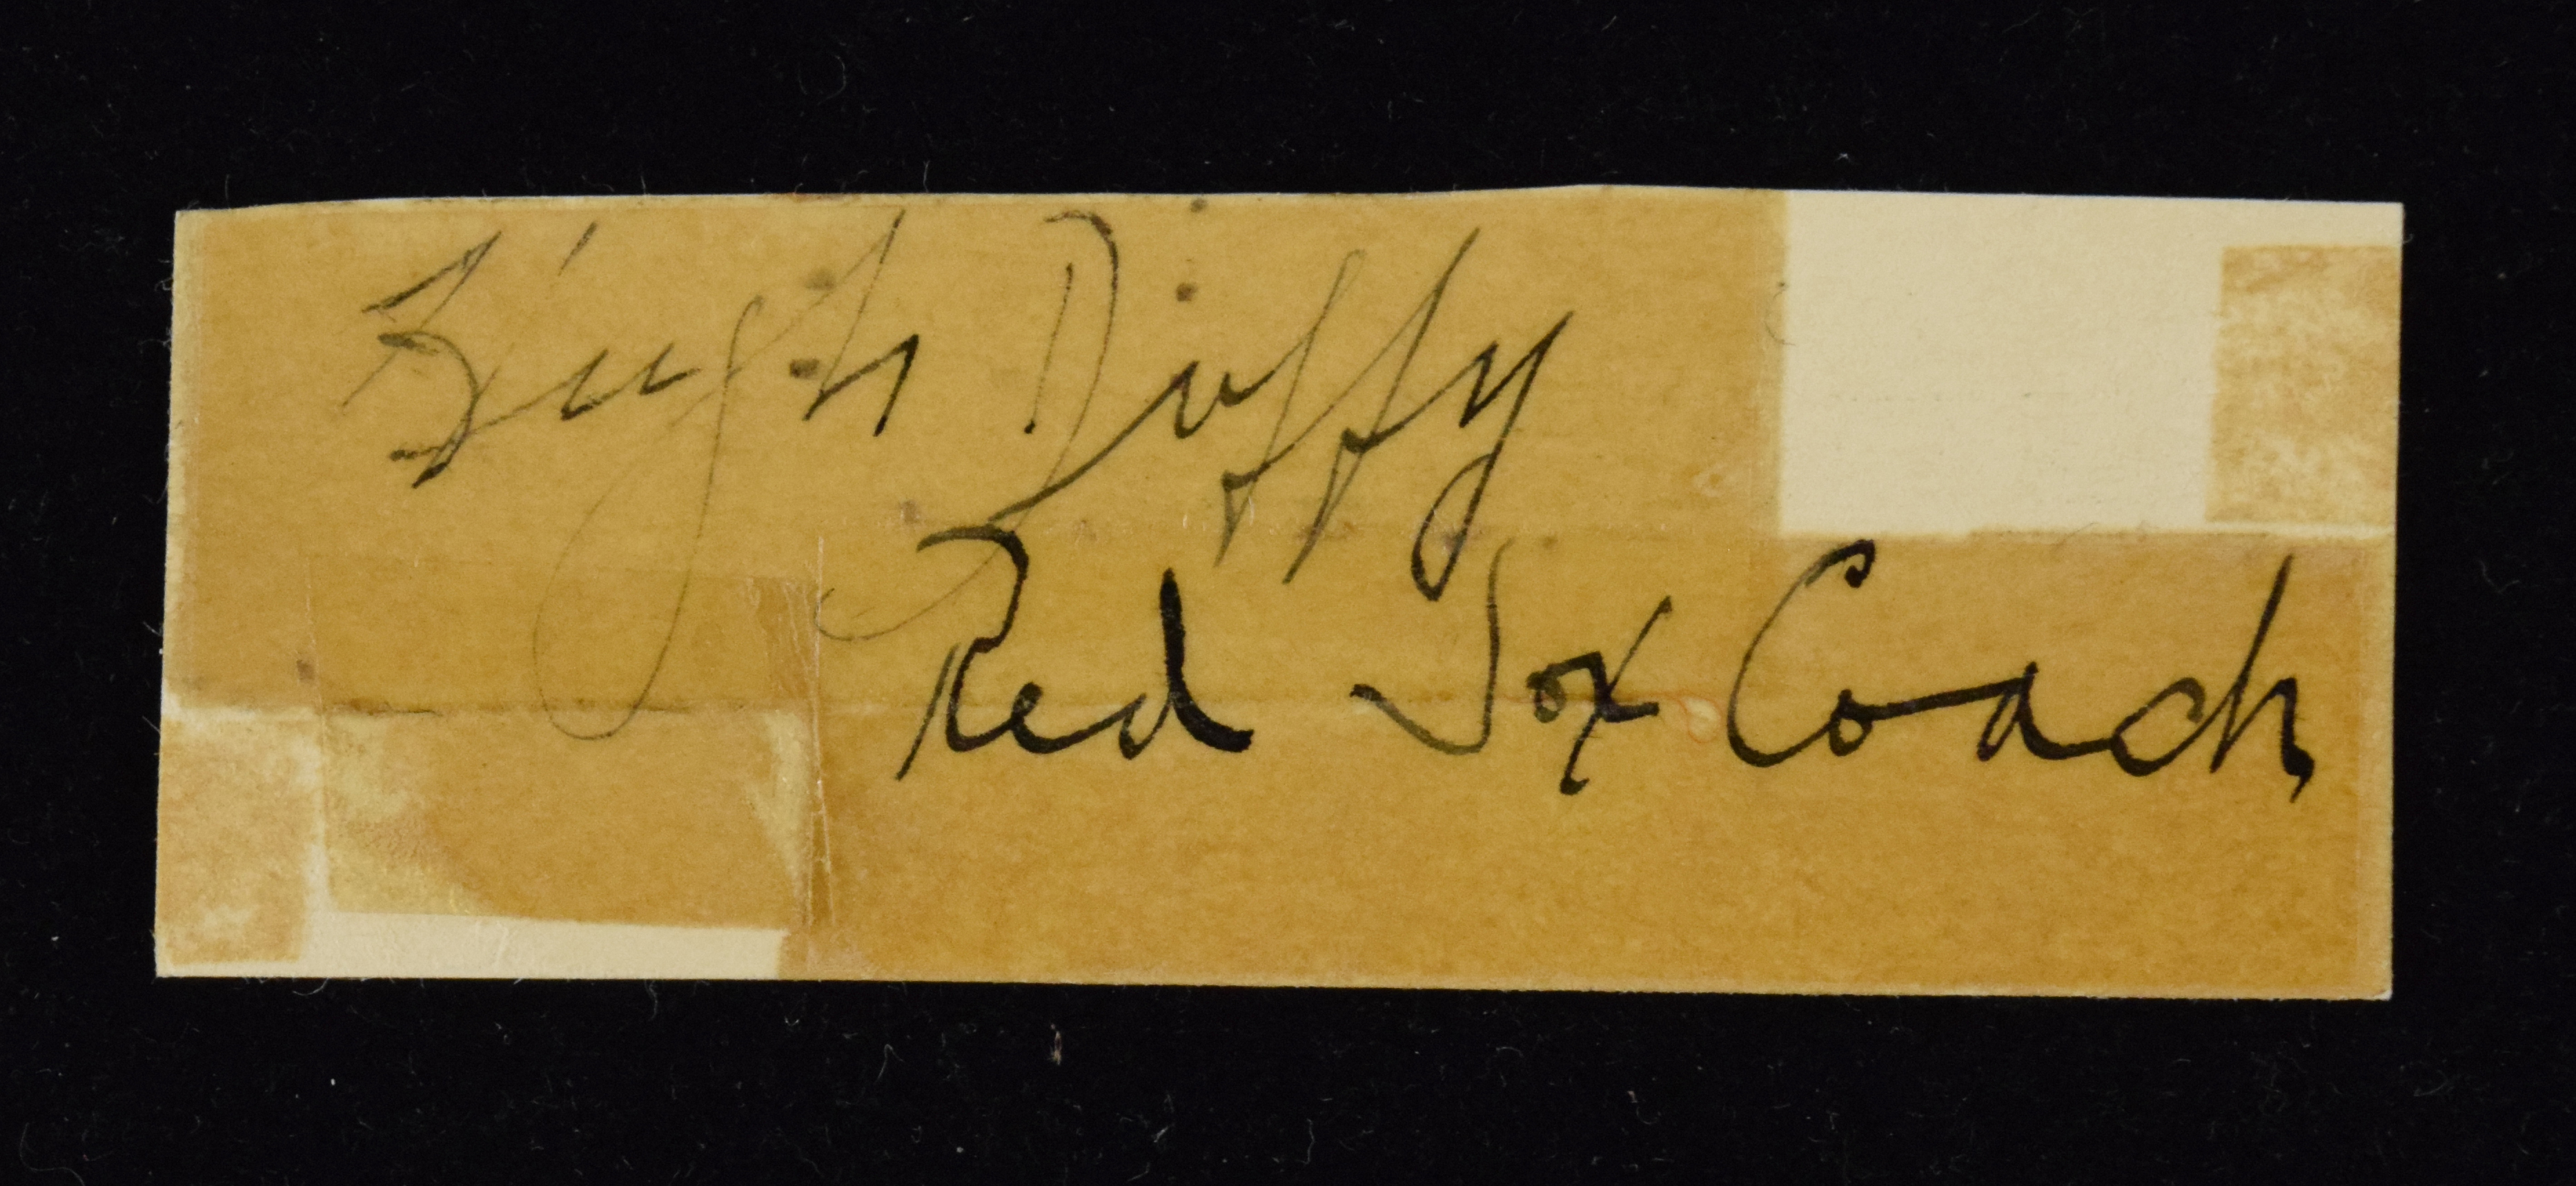 Hugh Duffy
Red Sox Coach